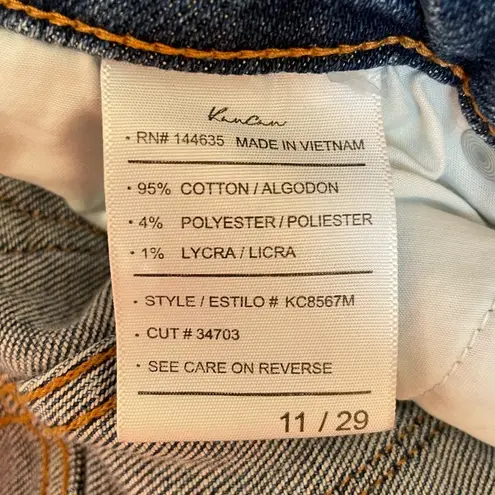 KanCan
· RN# 144635 MADE IN VIETNAM
· 95% COTTON / ALGODON
· 4% POLYESTER / POLIESTER
· 1% LYCRA / LICRA
· STYLE / ESTILO # KC8567M
· CUT # 34703
· SEE CARE ON REVERSE
11 / 29